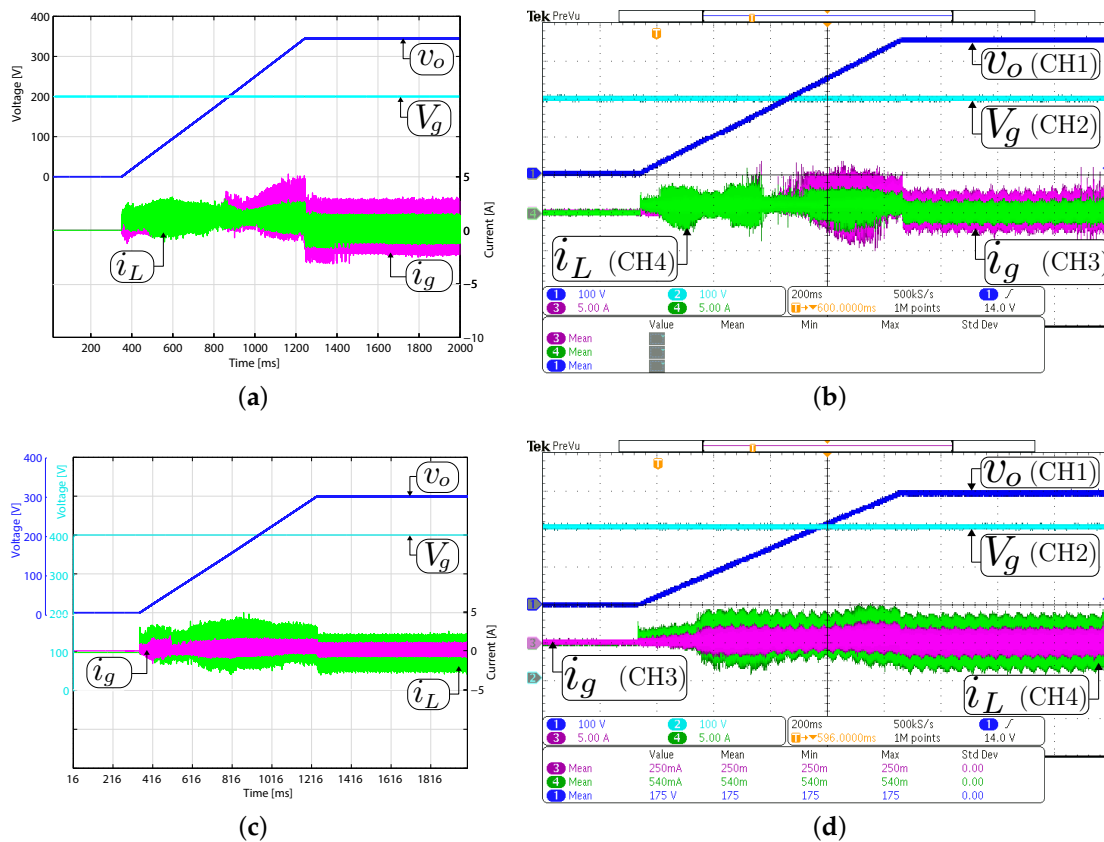 400
300
200
100
0
Voltage [V]
v_o
V_g
i_L
i_g
5
0
−5
−10
Current [A]
200 400 600 800 1000 1200 1400 1600 1800 2000
Time [ms]
(a)
Tek PreVu
T
T
v_o (CH1)
V_g (CH2)
1
4
i_L (CH4)
i_g (CH3)
1 100 V 2 100 V
3 5.00 A 4 5.00 A
200ms 500kS/s 1
T→▼600.0000ms 1M points 14.0 V
Value Mean Min Max Std Dev
3 Mean
4 Mean
1 Mean
(b)
400
300
200
100
0
Voltage [V]
Voltage [V]
400
200
100
0
v_o
V_g
i_g
i_L
5
0
−5
Current [A]
16 216 416 616 816 1016 1216 1416 1616 1816
Time [ms]
(c)
Tek PreVu
T
T
v_o (CH1)
V_g (CH2)
1
3
2
i_g (CH3)
i_L (CH4)
1 100 V 2 100 V
3 5.00 A 4 5.00 A
200ms 500kS/s 1
T→▼596.0000ms 1M points 14.0 V
Value Mean Min Max Std Dev
3 Mean 250mA 250m 250m 250m 0.00
4 Mean 540mA 540m 540m 540m 0.00
1 Mean 175 V 175 175 175 0.00
(d)